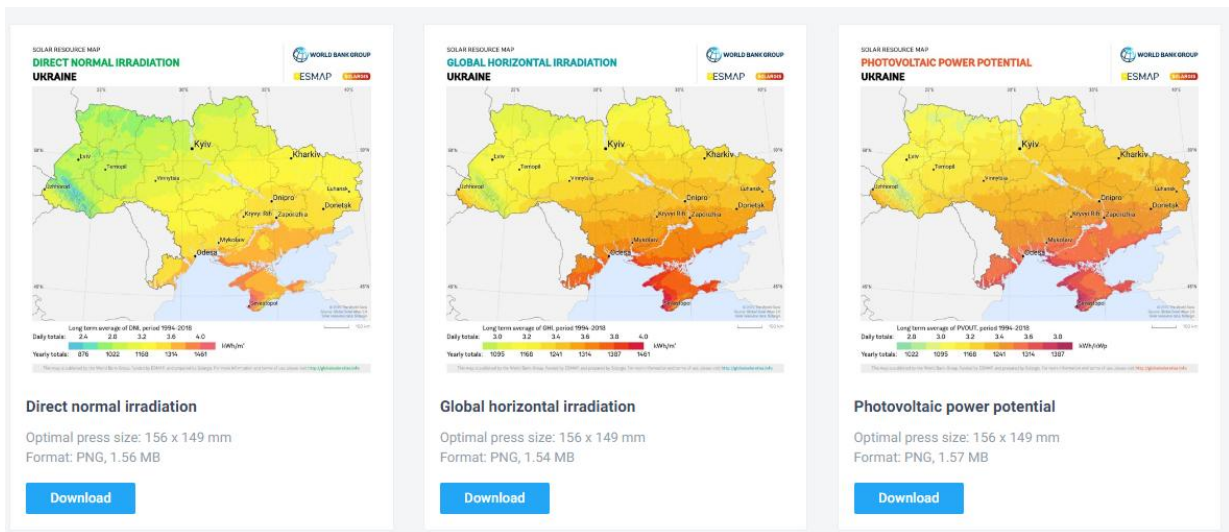 SOLAR RESOURCE MAP
DIRECT NORMAL IRRADIATION
UKRAINE
WORLD BANK GROUP
ESMAP
SOLARGIS
Kyiv
Kharkiv
Lviv
Ternopil
Vinnytsia
Uzhhorod
Luhansk
Dnipro
Donetsk
Kryvyi Rih
Zaporizhia
Mykolaiv
Odesa
Sevastopol
Long term average of DNI, period 1994-2018
Daily totals: 2.4 2.8 3.2 3.6 4.0
kWh/m²
Yearly totals: 876 1022 1168 1314 1461
Direct normal irradiation
Optimal press size: 156 x 149 mm
Format: PNG, 1.56 MB
Download
SOLAR RESOURCE MAP
GLOBAL HORIZONTAL IRRADIATION
UKRAINE
WORLD BANK GROUP
ESMAP
SOLARGIS
Kyiv
Kharkiv
Lviv
Ternopil
Vinnytsia
Uzhhorod
Luhansk
Dnipro
Donetsk
Kryvyi Rih
Zaporizhia
Mykolaiv
Odesa
Sevastopol
Long term average of GHI, period 1994-2018
Daily totals: 3.0 3.2 3.4 3.6 3.8 4.0
kWh/m²
Yearly totals: 1095 1168 1241 1314 1387 1461
Global horizontal irradiation
Optimal press size: 156 x 149 mm
Format: PNG, 1.54 MB
Download
SOLAR RESOURCE MAP
PHOTOVOLTAIC POWER POTENTIAL
UKRAINE
WORLD BANK GROUP
ESMAP
SOLARGIS
Kyiv
Kharkiv
Lviv
Ternopil
Vinnytsia
Uzhhorod
Luhansk
Dnipro
Donetsk
Kryvyi Rih
Zaporizhia
Mykolaiv
Odesa
Sevastopol
Long term average of PVOUT, period 1994-2018
Daily totals: 2.8 3.0 3.2 3.4 3.6 3.8
kWh/kWp
Yearly totals: 1022 1095 1168 1241 1314 1387
Photovoltaic power potential
Optimal press size: 156 x 149 mm
Format: PNG, 1.57 MB
Download